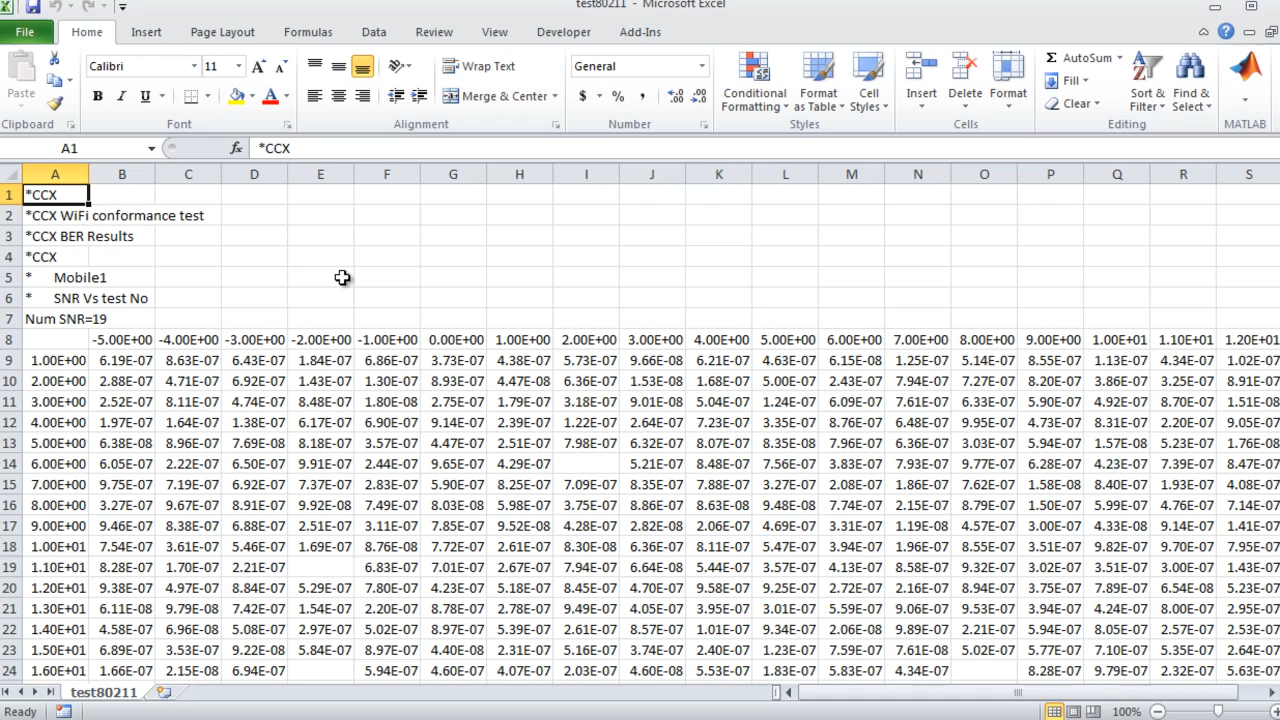 test80211 - Microsoft Excel
File Home Insert Page Layout Formulas Data Review View Developer Add-Ins
Paste Calibri 11 Wrap Text General Conditional Formatting Format as Table Cell Styles Insert Delete Format AutoSum Sort & Filter Find & Select
B I U Merge & Center $ % , Fill Clear
Clipboard Font Alignment Number Styles Cells Editing MATLAB
A1 fx *CCX
A B C D E F G H I J K L M N O P Q R S
1 *CCX
2 *CCX WiFi conformance test
3 *CCX BER Results
4 *CCX
5 * Mobile1
6 * SNR Vs test No
7 Num SNR=19
8 -5.00E+00 -4.00E+00 -3.00E+00 -2.00E+00 -1.00E+00 0.00E+00 1.00E+00 2.00E+00 3.00E+00 4.00E+00 5.00E+00 6.00E+00 7.00E+00 8.00E+00 9.00E+00 1.00E+01 1.10E+01 1.20E+01
9 1.00E+00 6.19E-07 8.63E-07 6.43E-07 1.84E-07 6.86E-07 3.73E-07 4.38E-07 5.73E-07 9.66E-08 6.21E-07 4.63E-07 6.15E-08 1.25E-07 5.14E-07 8.55E-07 1.13E-07 4.34E-07 1.02E-07
10 2.00E+00 2.88E-07 4.71E-07 6.92E-07 1.43E-07 1.30E-07 8.93E-07 4.47E-08 6.36E-07 1.53E-08 1.68E-07 5.00E-07 2.43E-07 7.94E-07 7.27E-07 8.20E-07 3.86E-07 3.25E-07 8.91E-07
11 3.00E+00 2.52E-07 8.11E-07 4.74E-07 8.48E-07 1.80E-08 2.75E-07 1.79E-07 3.18E-07 9.01E-08 5.04E-07 1.24E-07 6.09E-07 7.61E-07 6.33E-07 5.90E-07 4.92E-07 8.70E-07 1.51E-08
12 4.00E+00 1.97E-07 1.64E-07 1.38E-07 6.17E-07 6.90E-07 9.14E-07 2.39E-07 1.22E-07 2.64E-07 7.23E-07 3.35E-07 8.76E-07 6.48E-07 9.95E-07 4.73E-07 8.31E-07 2.20E-07 9.05E-07
13 5.00E+00 6.38E-08 8.96E-07 7.69E-08 8.18E-07 3.57E-07 4.47E-07 2.51E-07 7.98E-07 6.32E-07 8.07E-07 8.35E-08 7.96E-07 6.36E-07 3.03E-07 5.94E-07 1.57E-08 5.23E-07 1.76E-08
14 6.00E+00 6.05E-07 2.22E-07 6.50E-07 9.91E-07 2.44E-07 9.65E-07 4.29E-07 5.21E-07 8.48E-07 7.56E-07 3.83E-07 7.93E-07 9.77E-07 6.28E-07 4.23E-07 7.39E-07 8.47E-07
15 7.00E+00 9.75E-07 7.19E-07 6.92E-07 7.37E-07 2.83E-07 5.90E-07 8.25E-07 7.09E-07 8.35E-07 7.88E-07 3.27E-07 2.08E-07 1.86E-07 7.62E-07 1.58E-08 8.40E-07 1.93E-07 4.08E-07
16 8.00E+00 3.27E-07 9.67E-07 8.91E-07 9.92E-08 7.49E-07 8.03E-08 5.98E-07 3.75E-07 8.86E-07 8.63E-08 9.48E-08 7.74E-07 2.15E-07 8.79E-07 1.50E-07 5.99E-07 4.76E-07 7.14E-07
17 9.00E+00 9.46E-07 8.38E-07 6.88E-07 2.51E-07 3.11E-07 7.85E-07 9.52E-08 4.28E-07 2.82E-08 2.06E-07 4.69E-07 3.31E-07 1.19E-08 4.57E-07 3.00E-07 4.33E-08 9.14E-07 1.41E-07
18 1.00E+01 7.54E-07 3.61E-07 5.46E-07 1.69E-07 8.76E-08 7.72E-07 2.61E-07 8.30E-08 6.36E-07 8.11E-07 5.47E-07 3.94E-07 1.96E-07 8.55E-07 3.51E-07 9.82E-07 9.70E-07 7.95E-07
19 1.10E+01 8.28E-07 1.70E-07 2.21E-07 6.83E-07 7.01E-07 2.67E-07 7.94E-07 6.64E-08 5.44E-07 3.57E-07 4.13E-07 8.58E-07 9.32E-07 3.02E-07 3.51E-07 3.00E-07 1.43E-07
20 1.20E+01 9.38E-07 4.97E-07 8.84E-07 5.29E-07 7.80E-07 4.23E-07 5.18E-07 8.45E-07 4.70E-07 9.58E-07 9.25E-07 2.72E-07 2.16E-07 8.94E-07 3.75E-07 7.89E-07 6.54E-08 5.23E-07
21 1.30E+01 6.11E-08 9.79E-08 7.42E-07 1.54E-07 2.20E-07 8.78E-07 2.78E-07 9.49E-07 4.05E-07 3.95E-07 3.01E-07 5.59E-07 9.06E-07 9.53E-07 3.94E-07 4.24E-07 8.00E-07 2.95E-07
22 1.40E+01 4.58E-07 6.96E-08 5.08E-07 2.97E-07 5.02E-07 8.97E-07 5.39E-07 2.61E-07 8.57E-07 1.01E-07 9.34E-07 2.06E-08 9.89E-07 2.21E-07 5.94E-07 8.05E-07 2.57E-07 2.53E-07
23 1.50E+01 6.89E-07 3.53E-07 9.22E-08 5.84E-07 8.97E-07 4.40E-08 2.31E-07 5.16E-07 3.74E-07 2.40E-07 1.23E-07 7.59E-07 7.61E-08 5.02E-07 5.77E-07 7.10E-07 5.35E-07 2.64E-07
24 1.60E+01 1.66E-07 2.15E-08 6.94E-07 5.94E-07 4.60E-07 4.07E-07 2.03E-07 4.60E-08 5.53E-07 1.83E-07 5.83E-07 4.34E-07 8.28E-07 9.79E-07 2.32E-07 5.63E-07
test80211
Ready 100%